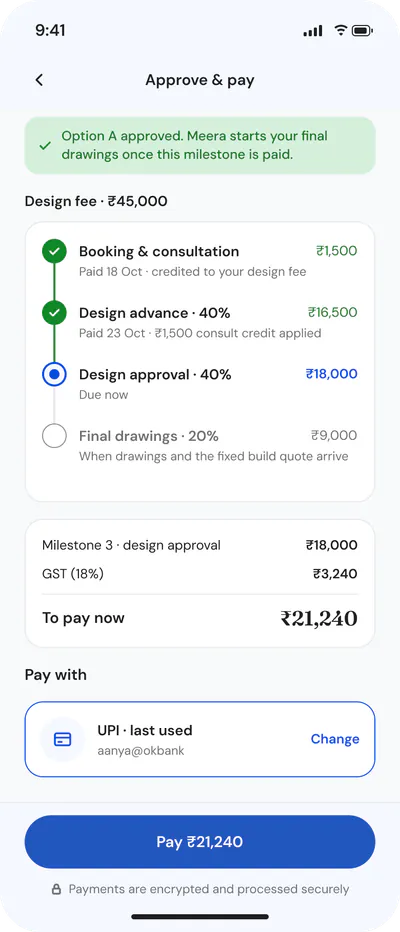 9:41
Approve & pay
Option A approved. Meera starts your final
drawings once this milestone is paid.
Design fee · ₹45,000
Booking & consultation ₹1,500
Paid 18 Oct · credited to your design fee
Design advance · 40% ₹16,500
Paid 23 Oct · ₹1,500 consult credit applied
Design approval · 40% ₹18,000
Due now
Final drawings · 20% ₹9,000
When drawings and the fixed build quote arrive
Milestone 3 · design approval ₹18,000
GST (18%) ₹3,240
To pay now ₹21,240
Pay with
UPI · last used
aanya@okbank
Change
Pay ₹21,240
Payments are encrypted and processed securely